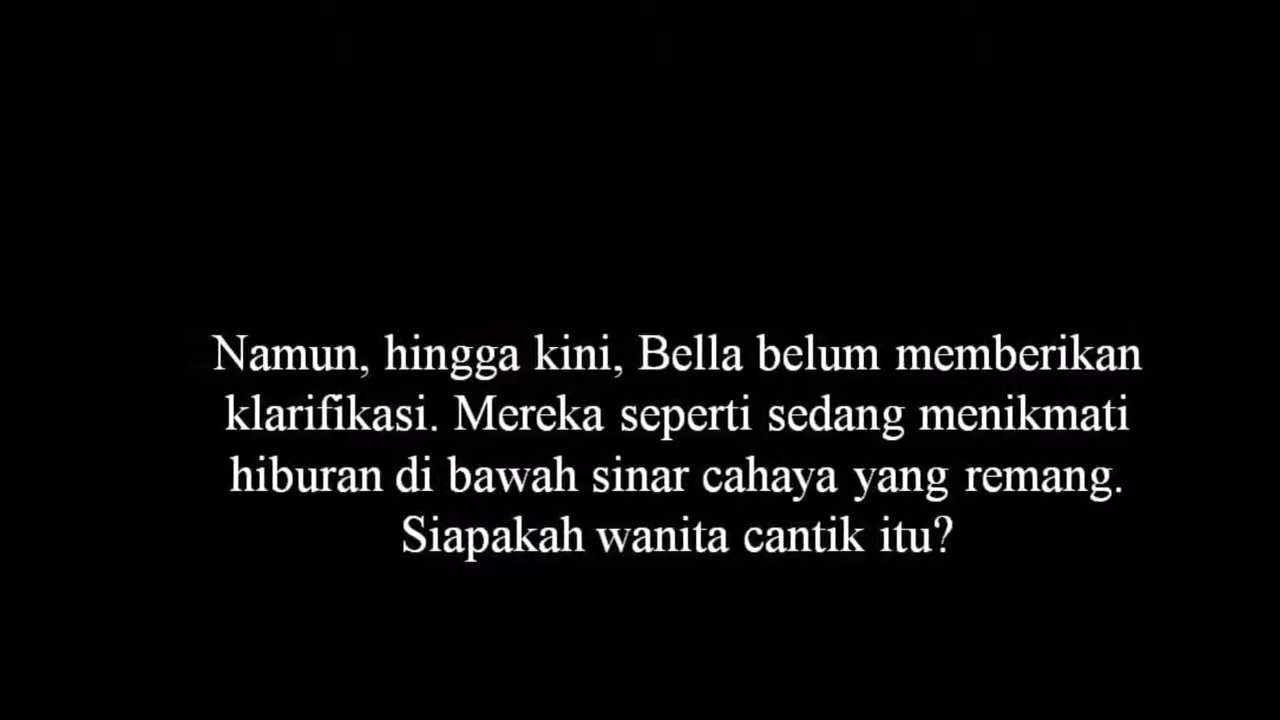 Namun, hingga kini, Bella belum memberikan
klarifikasi. Mereka seperti sedang menikmati
hiburan di bawah sinar cahaya yang remang.
Siapakah wanita cantik itu?